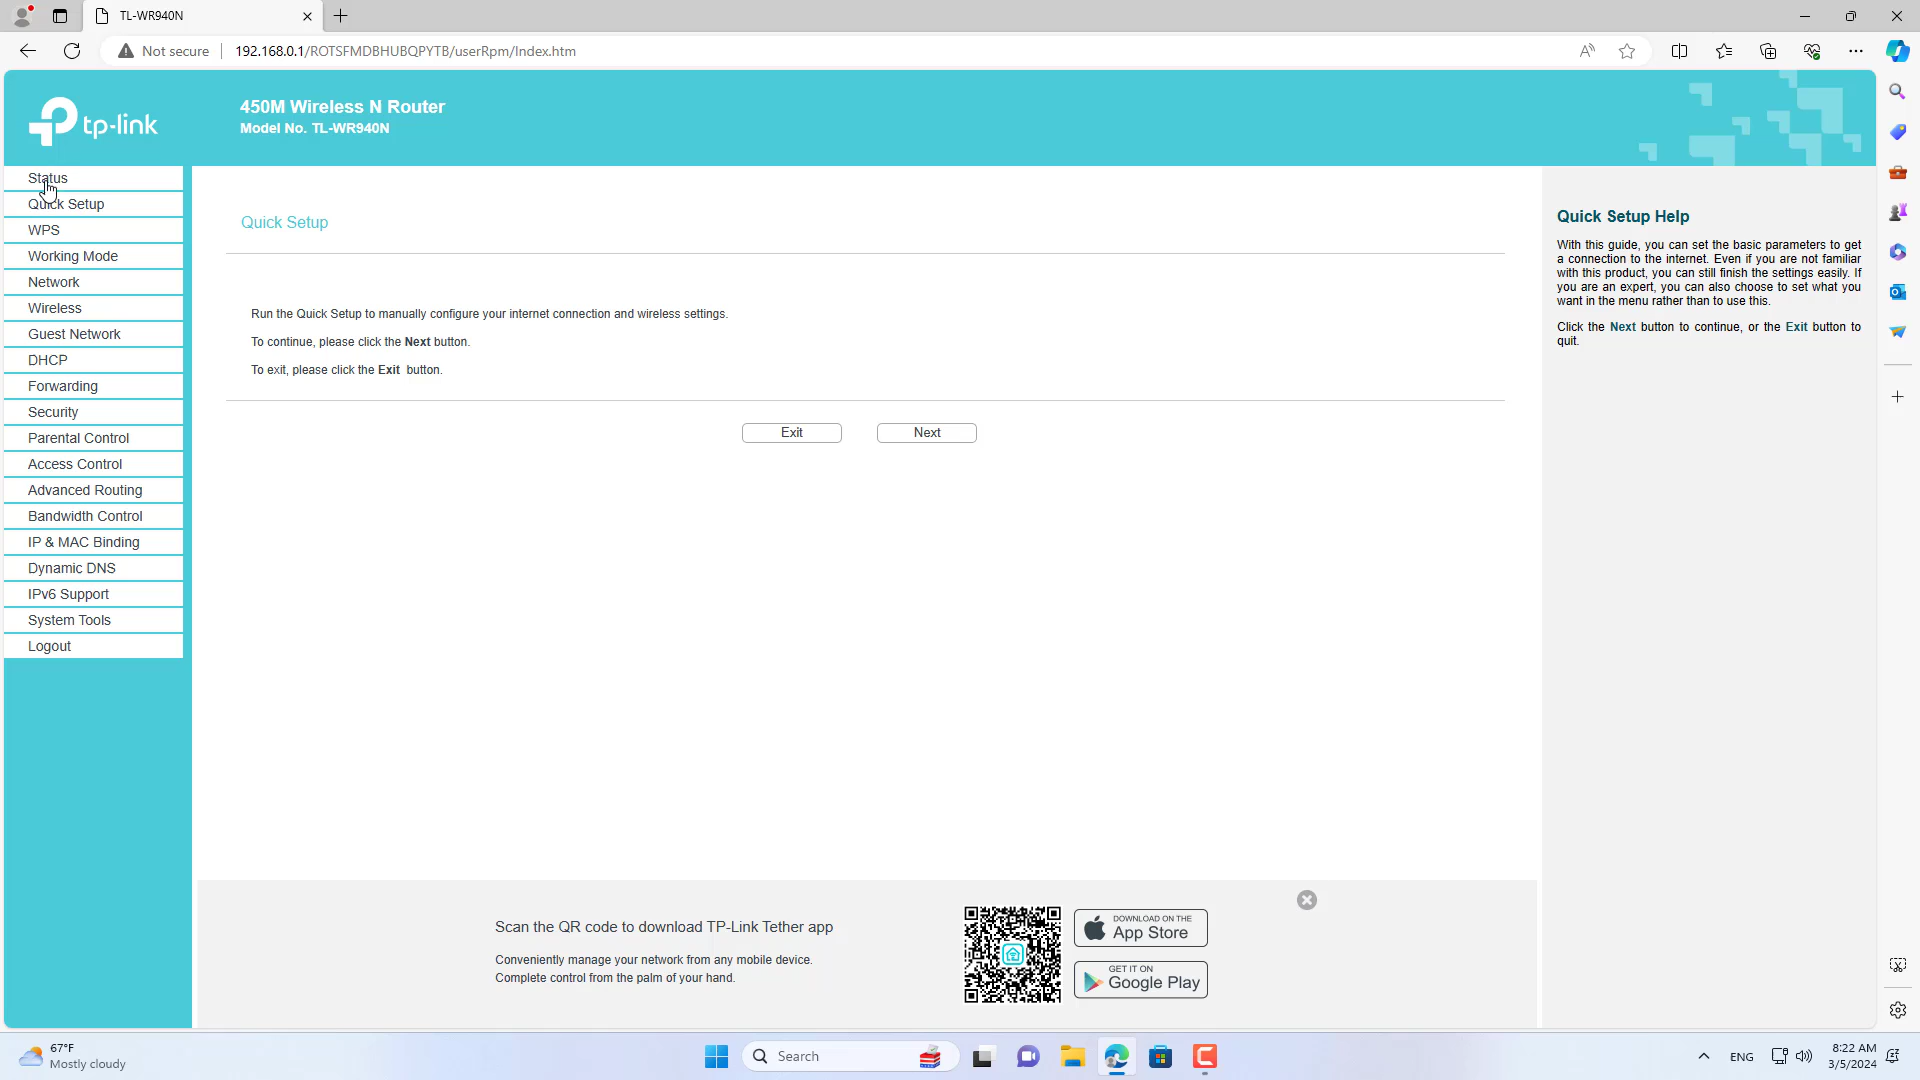 TL-WR940N
Not secure
192.168.0.1/ROTSFMDBHUBQPYTB/userRpm/Index.htm
tp-link
450M Wireless N Router
Model No. TL-WR940N
Status
Quick Setup
WPS
Working Mode
Network
Wireless
Guest Network
DHCP
Forwarding
Security
Parental Control
Access Control
Advanced Routing
Bandwidth Control
IP & MAC Binding
Dynamic DNS
IPv6 Support
System Tools
Logout
Quick Setup
Run the Quick Setup to manually configure your internet connection and wireless settings.
To continue, please click the Next button.
To exit, please click the Exit button.
Exit
Next
Quick Setup Help
With this guide, you can set the basic parameters to get
a connection to the internet. Even if you are not familiar
with this product, you can still finish the settings easily. If
you are an expert, you can also choose to set what you
want in the menu rather than to use this.
Click the Next button to continue, or the Exit button to
quit.
Scan the QR code to download TP-Link Tether app
Conveniently manage your network from any mobile device.
Complete control from the palm of your hand.
DOWNLOAD ON THE
App Store
GET IT ON
Google Play
67°F
Mostly cloudy
Search
ENG
8:22 AM
3/5/2024